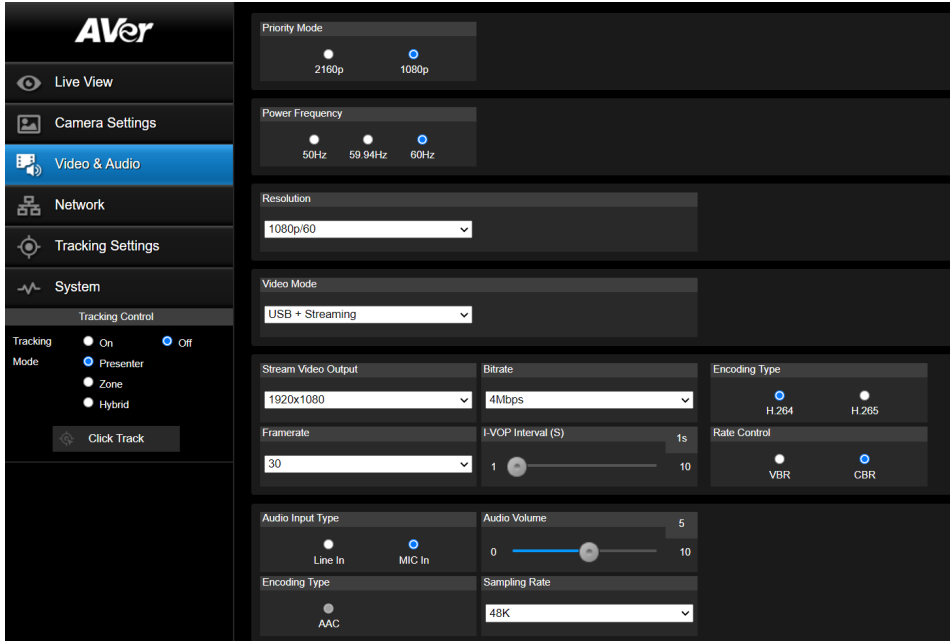 AVer
Live View
Camera Settings
Video & Audio
Network
Tracking Settings
System
Tracking Control
Tracking On Off
Mode Presenter
Zone
Hybrid
Click Track
Priority Mode
2160p 1080p
Power Frequency
50Hz 59.94Hz 60Hz
Resolution
1080p/60
Video Mode
USB + Streaming
Stream Video Output Bitrate Encoding Type
1920x1080 4Mbps H.264 H.265
Framerate I-VOP Interval (S) 1s Rate Control
30 1 10 VBR CBR
Audio Input Type Audio Volume 5
Line In MIC In 0 10
Encoding Type Sampling Rate
AAC 48K